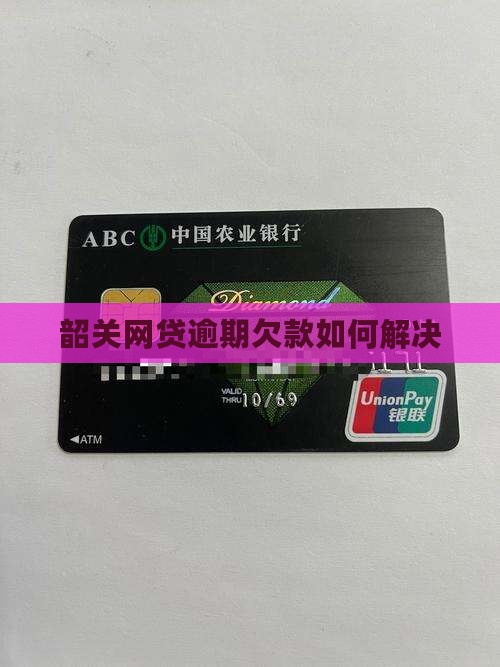 ABC 中国农业银行
Diamond
韶关网贷逾期欠款如何解决
VALID
THRU 10/69
UnionPay
银联
◀ATM